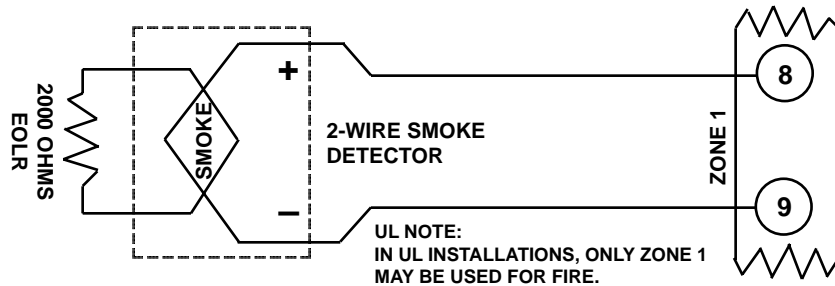 2000 OHMS
EOLR
SMOKE
+
−
2-WIRE SMOKE
DETECTOR
UL NOTE:
IN UL INSTALLATIONS, ONLY ZONE 1
MAY BE USED FOR FIRE.
ZONE 1
8
9